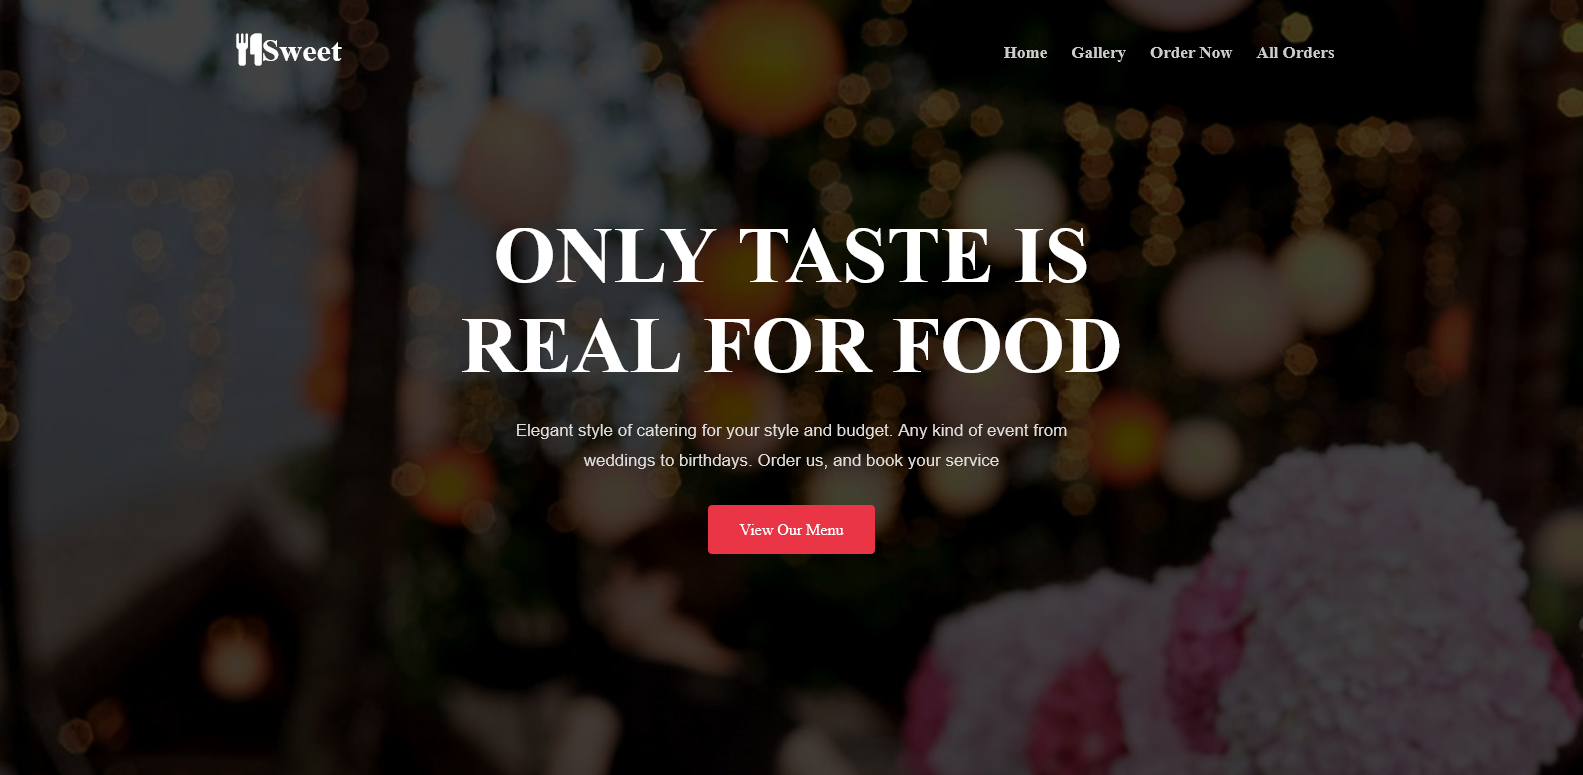 Sweet
Home Gallery Order Now All Orders
ONLY TASTE IS
REAL FOR FOOD
Elegant style of catering for your style and budget. Any kind of event from
weddings to birthdays. Order us, and book your service
View Our Menu